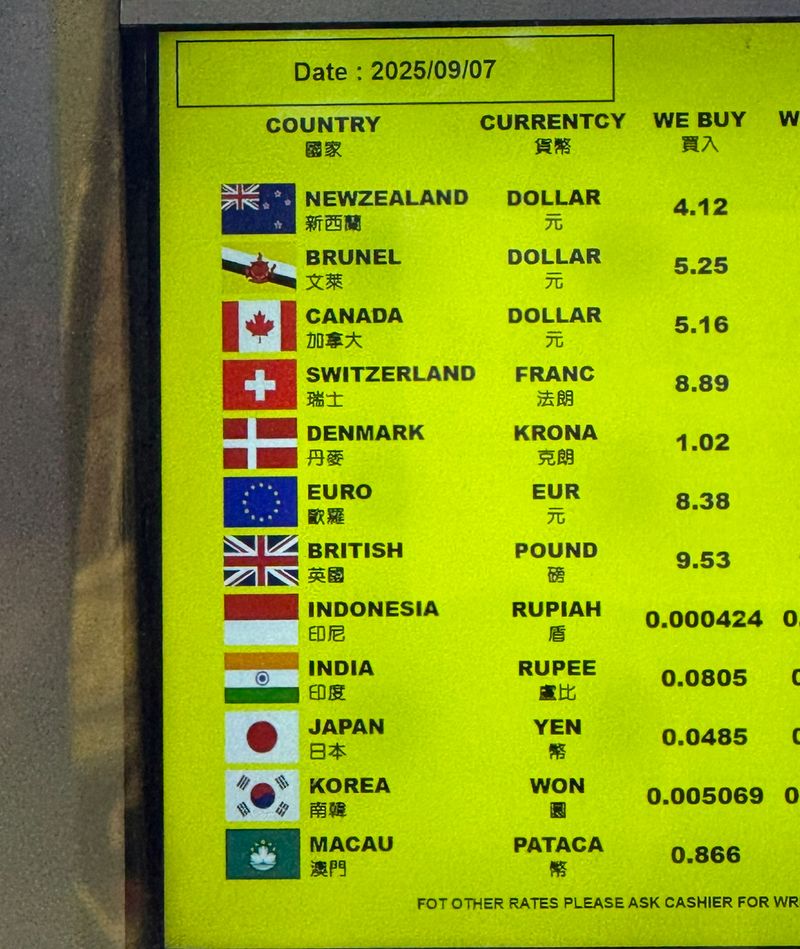 Date : 2025/09/07
COUNTRY CURRENTCY WE BUY W
國家 貨幣 買入
NEWZEALAND DOLLAR 4.12
新西蘭 元
BRUNEL DOLLAR 5.25
文萊 元
CANADA DOLLAR 5.16
加拿大 元
SWITZERLAND FRANC 8.89
瑞士 法朗
DENMARK KRONA 1.02
丹麥 克朗
EURO EUR 8.38
歐羅 元
BRITISH POUND 9.53
英國 磅
INDONESIA RUPIAH 0.000424 0.
印尼 盾
INDIA RUPEE 0.0805 0
印度 盧比
JAPAN YEN 0.0485 0
日本 幣
KOREA WON 0.005069 0
南韓 圜
MACAU PATACA 0.866
澳門 幣
FOT OTHER RATES PLEASE ASK CASHIER FOR WR